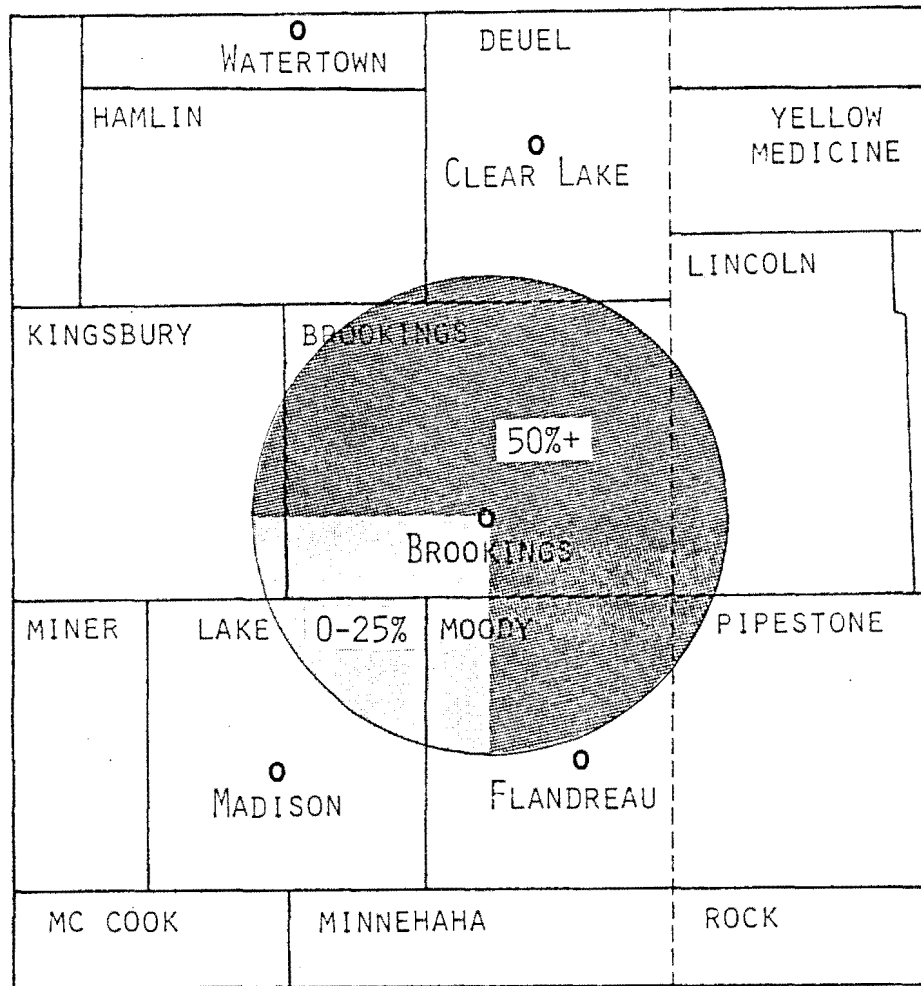 WATERTOWN
DEUEL
HAMLIN
CLEAR LAKE
YELLOW
MEDICINE
LINCOLN
KINGSBURY
BROOKINGS
50%+
BROOKINGS
MINER
LAKE
0-25%
MOODY
PIPESTONE
MADISON
FLANDREAU
MC COOK
MINNEHAHA
ROCK